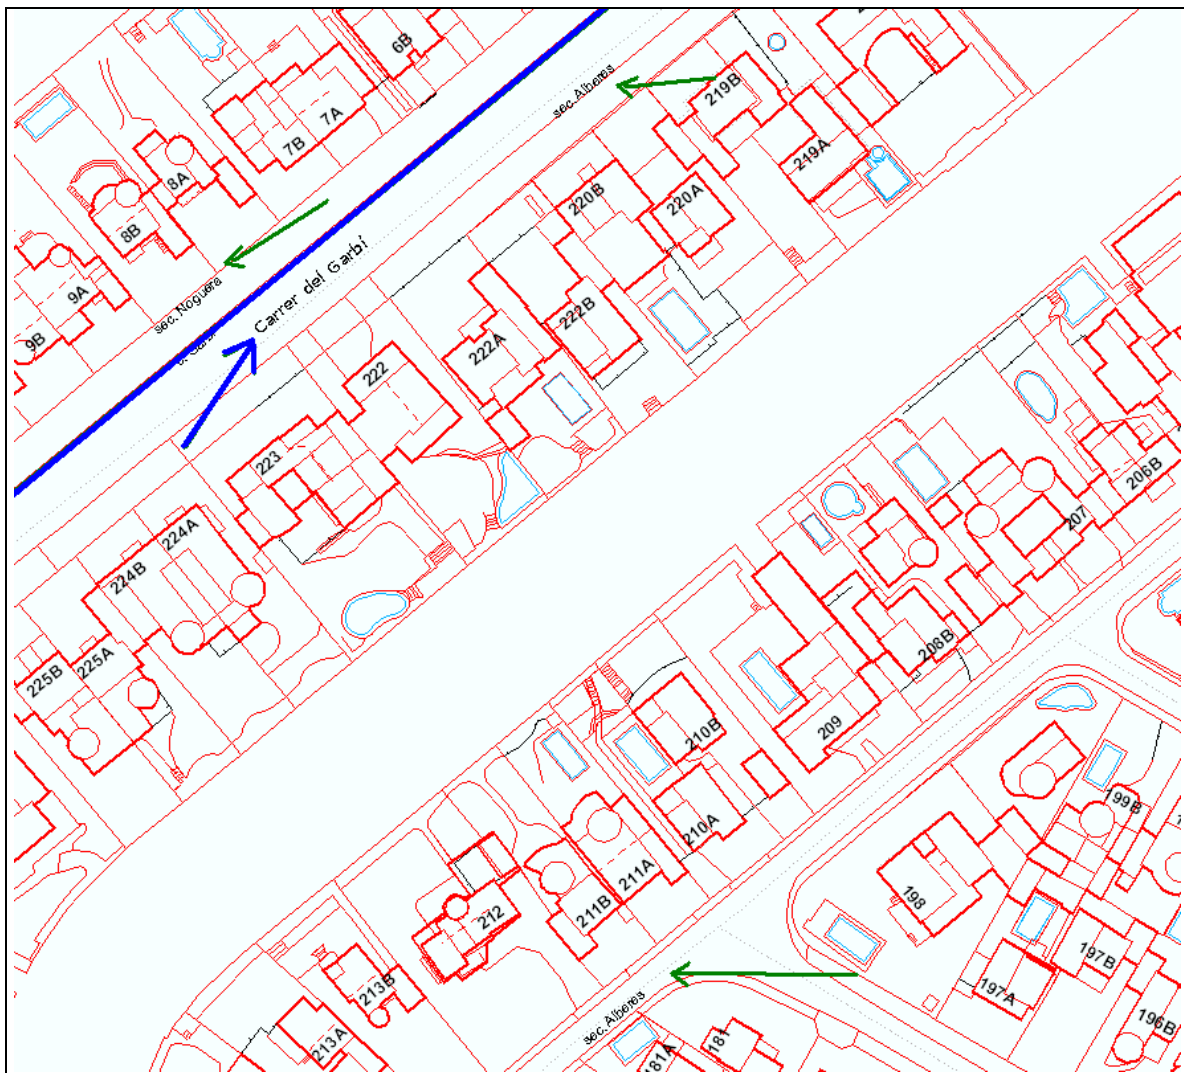 6B
7A
7B
8A
8B
9A
9B
sec. Alberes
219B
219A
220B
220A
sec. Noguera
Carrer del Garbí
222B
222A
222
223
224A
224B
225A
225B
206B
207
208B
209
210B
210A
211A
211B
212
213B
213A
199B
198
197B
197A
196B
sec. Alberes
181
181A